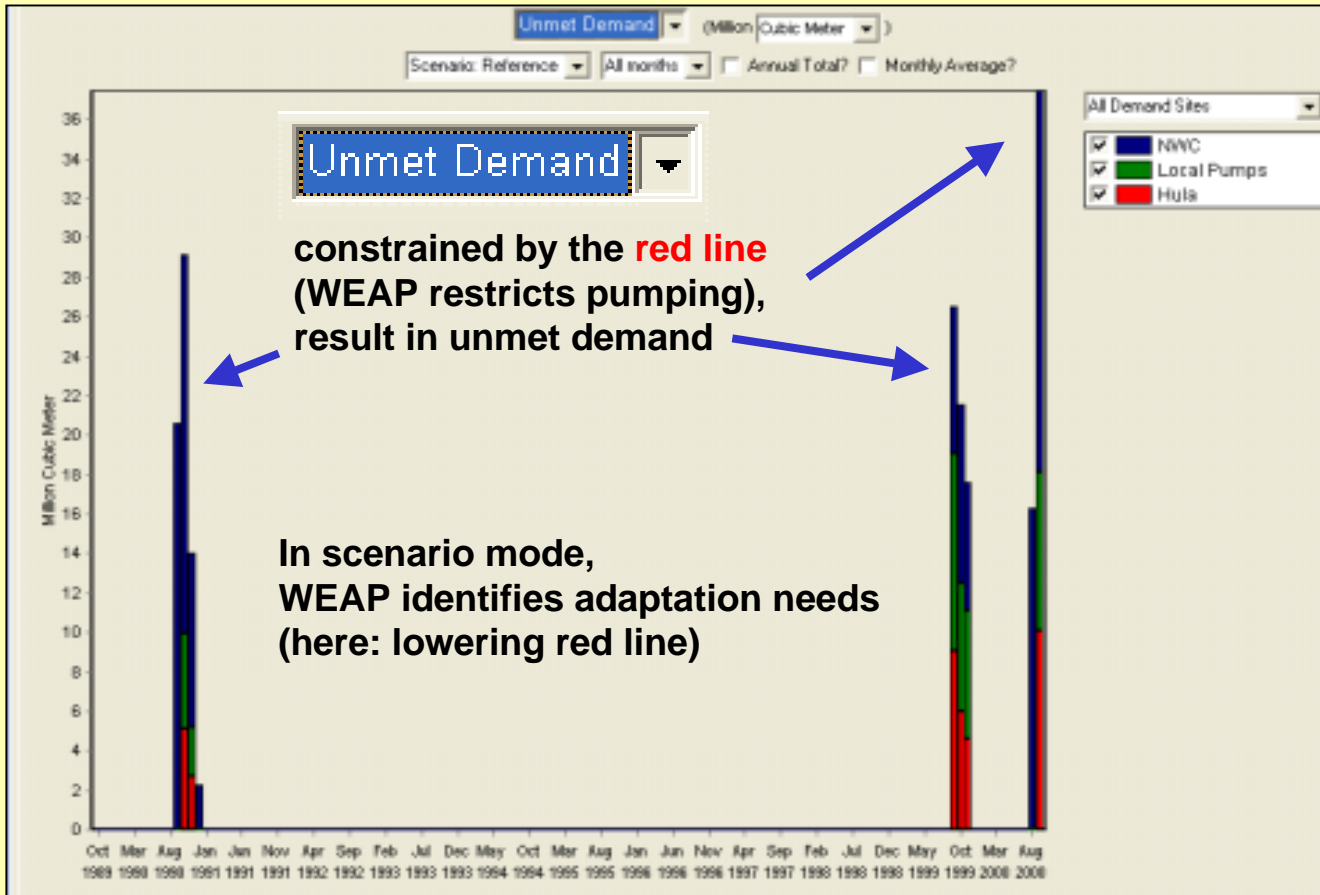 Unmet Demand (Million Cubic Meter )
Scenario: Reference All months Annual Total? Monthly Average?
All Demand Sites
NWC
Local Pumps
Hula
Unmet Demand
constrained by the red line
(WEAP restricts pumping),
result in unmet demand
In scenario mode,
WEAP identifies adaptation needs
(here: lowering red line)
Million Cubic Meter
36
34
32
30
28
26
24
22
20
18
16
14
12
10
8
6
4
2
0
Oct Mar Aug Jan Jun Nov Apr Sep Feb Jul Dec May Oct Mar Aug Jan Jun Nov Apr Sep Feb Jul Dec May Oct Mar Aug
1989 1990 1990 1991 1991 1991 1992 1992 1993 1993 1993 1994 1994 1995 1995 1996 1996 1996 1997 1997 1998 1998 1998 1999 1999 2000 2000